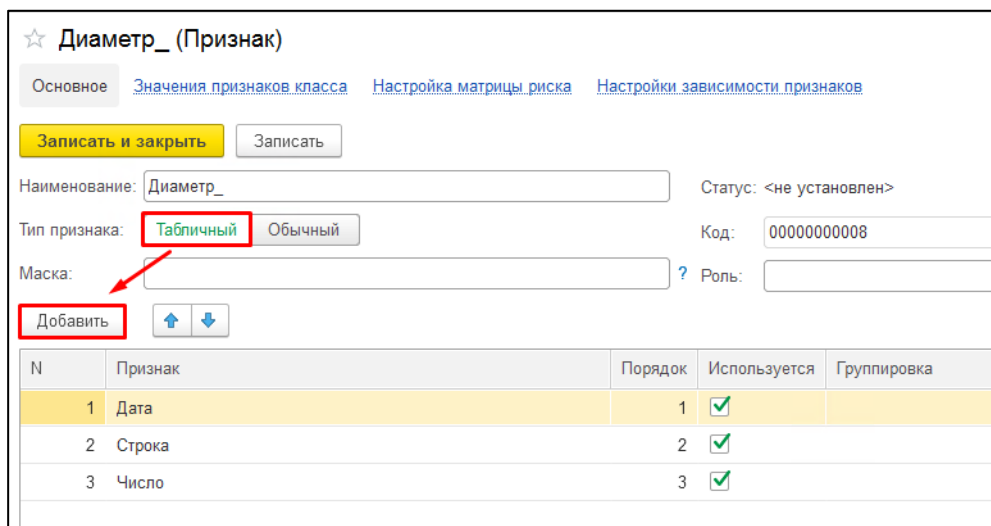 Диаметр_ (Признак)
Основное Значения признаков класса Настройка матрицы риска Настройки зависимости признаков
Записать и закрыть Записать
Наименование: Диаметр_ Статус: <не установлен>
Тип признака: Табличный Обычный Код: 00000000008
Маска: ? Роль:
Добавить
N Признак Порядок Используется Группировка
1 Дата 1
2 Строка 2
3 Число 3